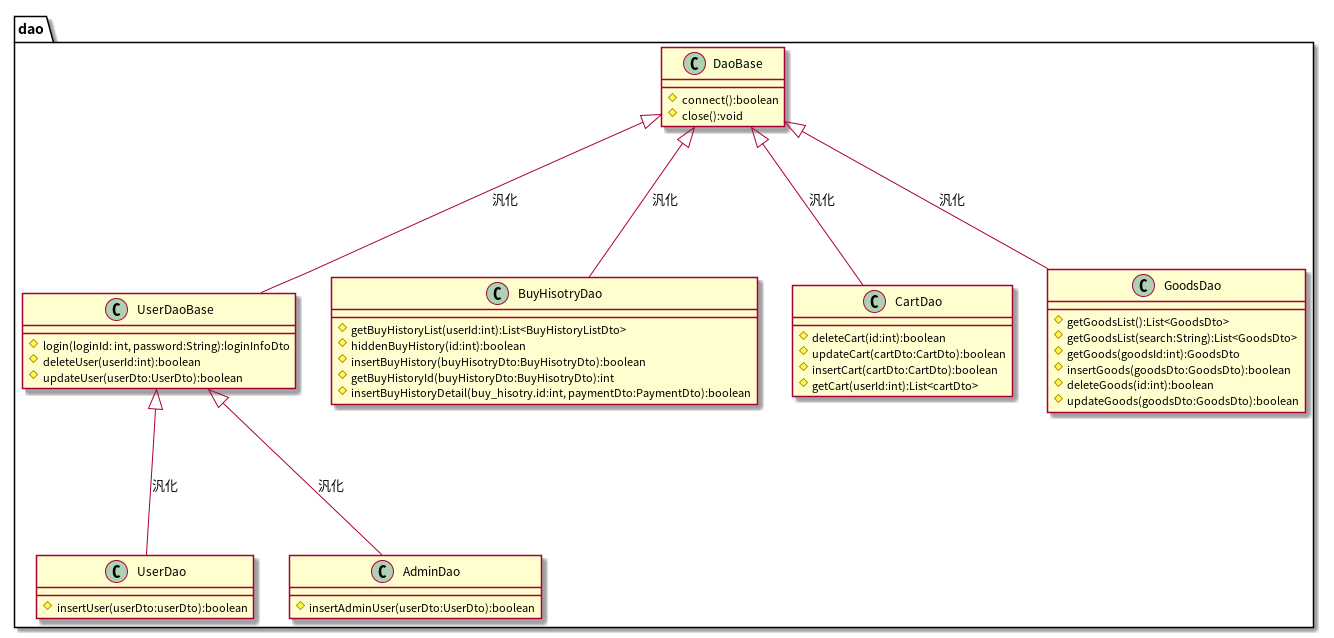 dao
C DaoBase
connect():boolean
close():void
汎化
汎化
汎化
汎化
C UserDaoBase
login(loginId: int, password:String):loginInfoDto
deleteUser(userId:int):boolean
updateUser(userDto:UserDto):boolean
C BuyHisotryDao
getBuyHistoryList(userId:int):List<BuyHistoryListDto>
hiddenBuyHistory(id:int):boolean
insertBuyHistory(buyHisotryDto:BuyHisotryDto):boolean
getBuyHistoryId(buyHistoryDto:BuyHisotryDto):int
insertBuyHistoryDetail(buy_hisotry.id:int, paymentDto:PaymentDto):boolean
C CartDao
deleteCart(id:int):boolean
updateCart(cartDto:CartDto):boolean
insertCart(cartDto:CartDto):boolean
getCart(userId:int):List<cartDto>
C GoodsDao
getGoodsList():List<GoodsDto>
getGoodsList(search:String):List<GoodsDto>
getGoods(goodsId:int):GoodsDto
insertGoods(goodsDto:GoodsDto):boolean
deleteGoods(id:int):boolean
updateGoods(goodsDto:GoodsDto):boolean
汎化
汎化
C UserDao
insertUser(userDto:userDto):boolean
C AdminDao
insertAdminUser(userDto:UserDto):boolean